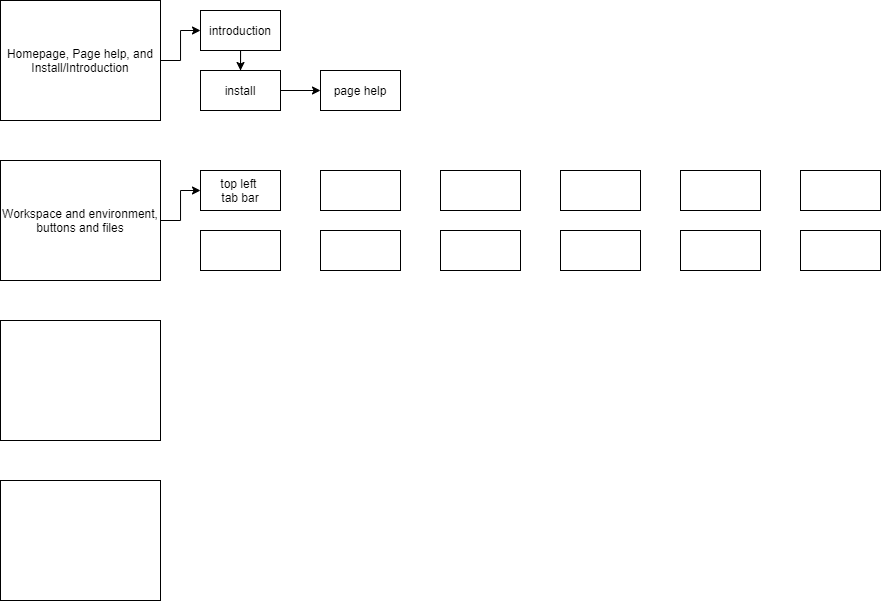 Homepage, Page help, and
Install/Introduction
introduction
install
page help
Workspace and environment,
buttons and files
top left
tab bar